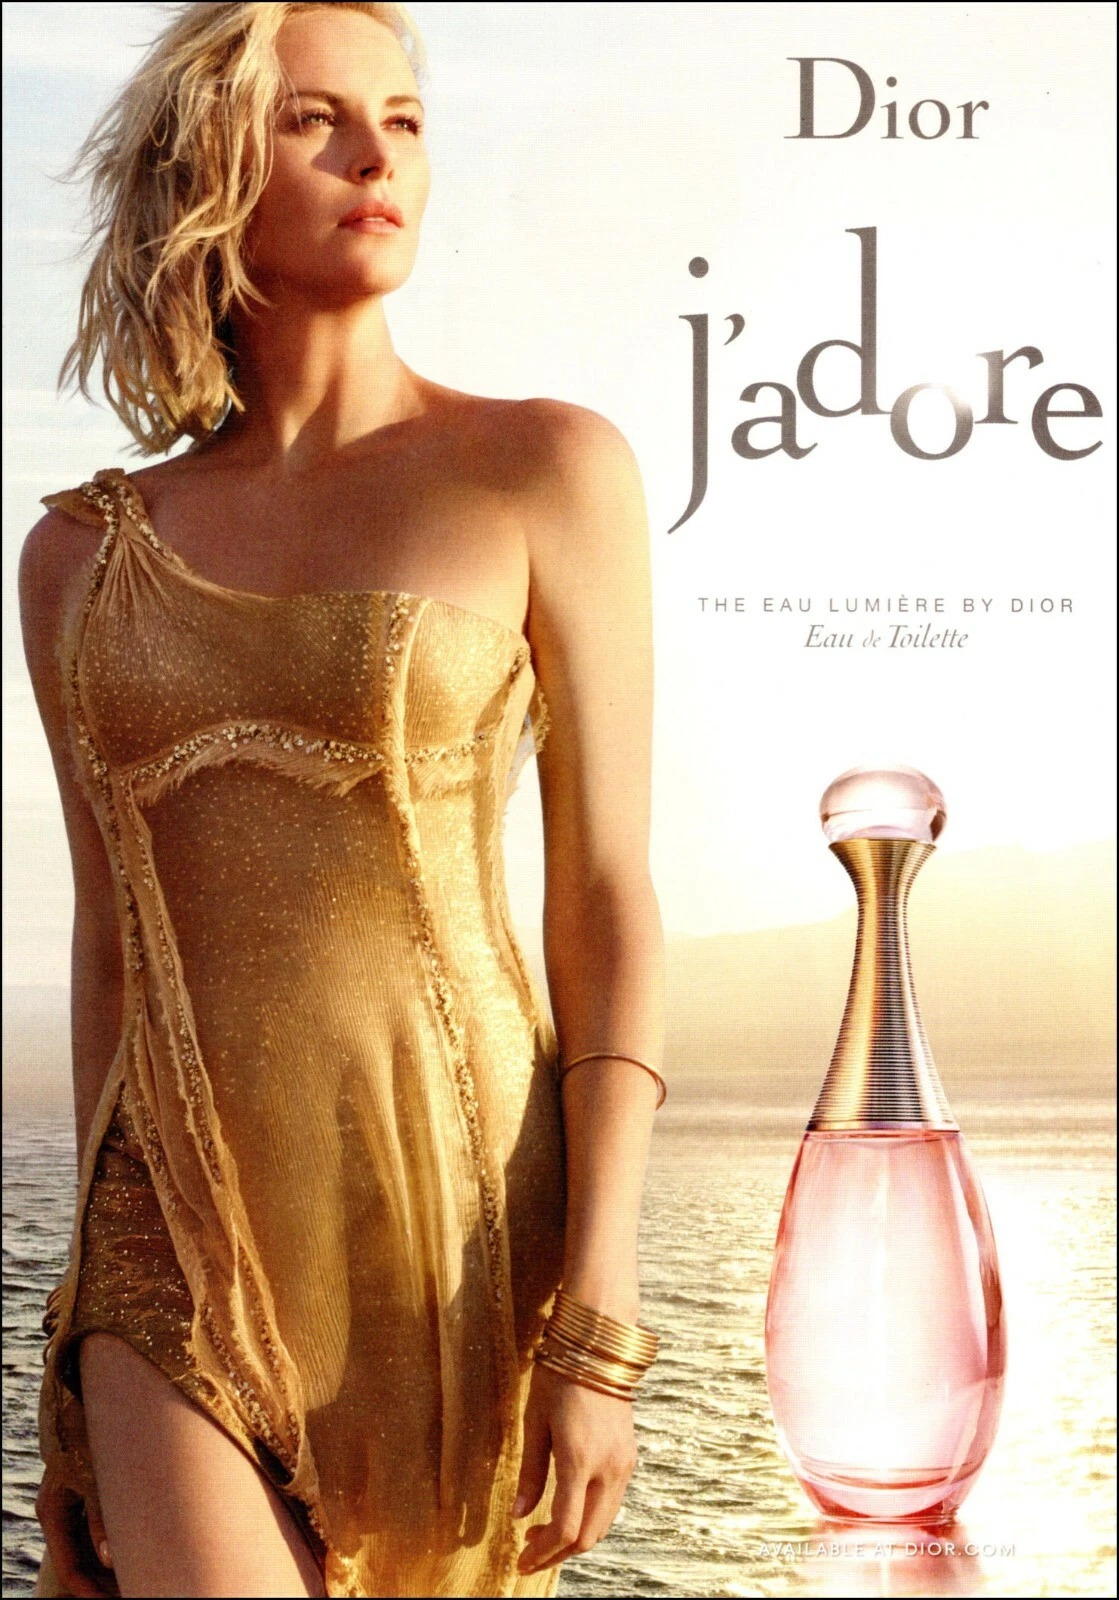 Dior
j'adore
THE EAU LUMIÈRE BY DIOR
Eau de Toilette
AVAILABLE AT DIOR.COM